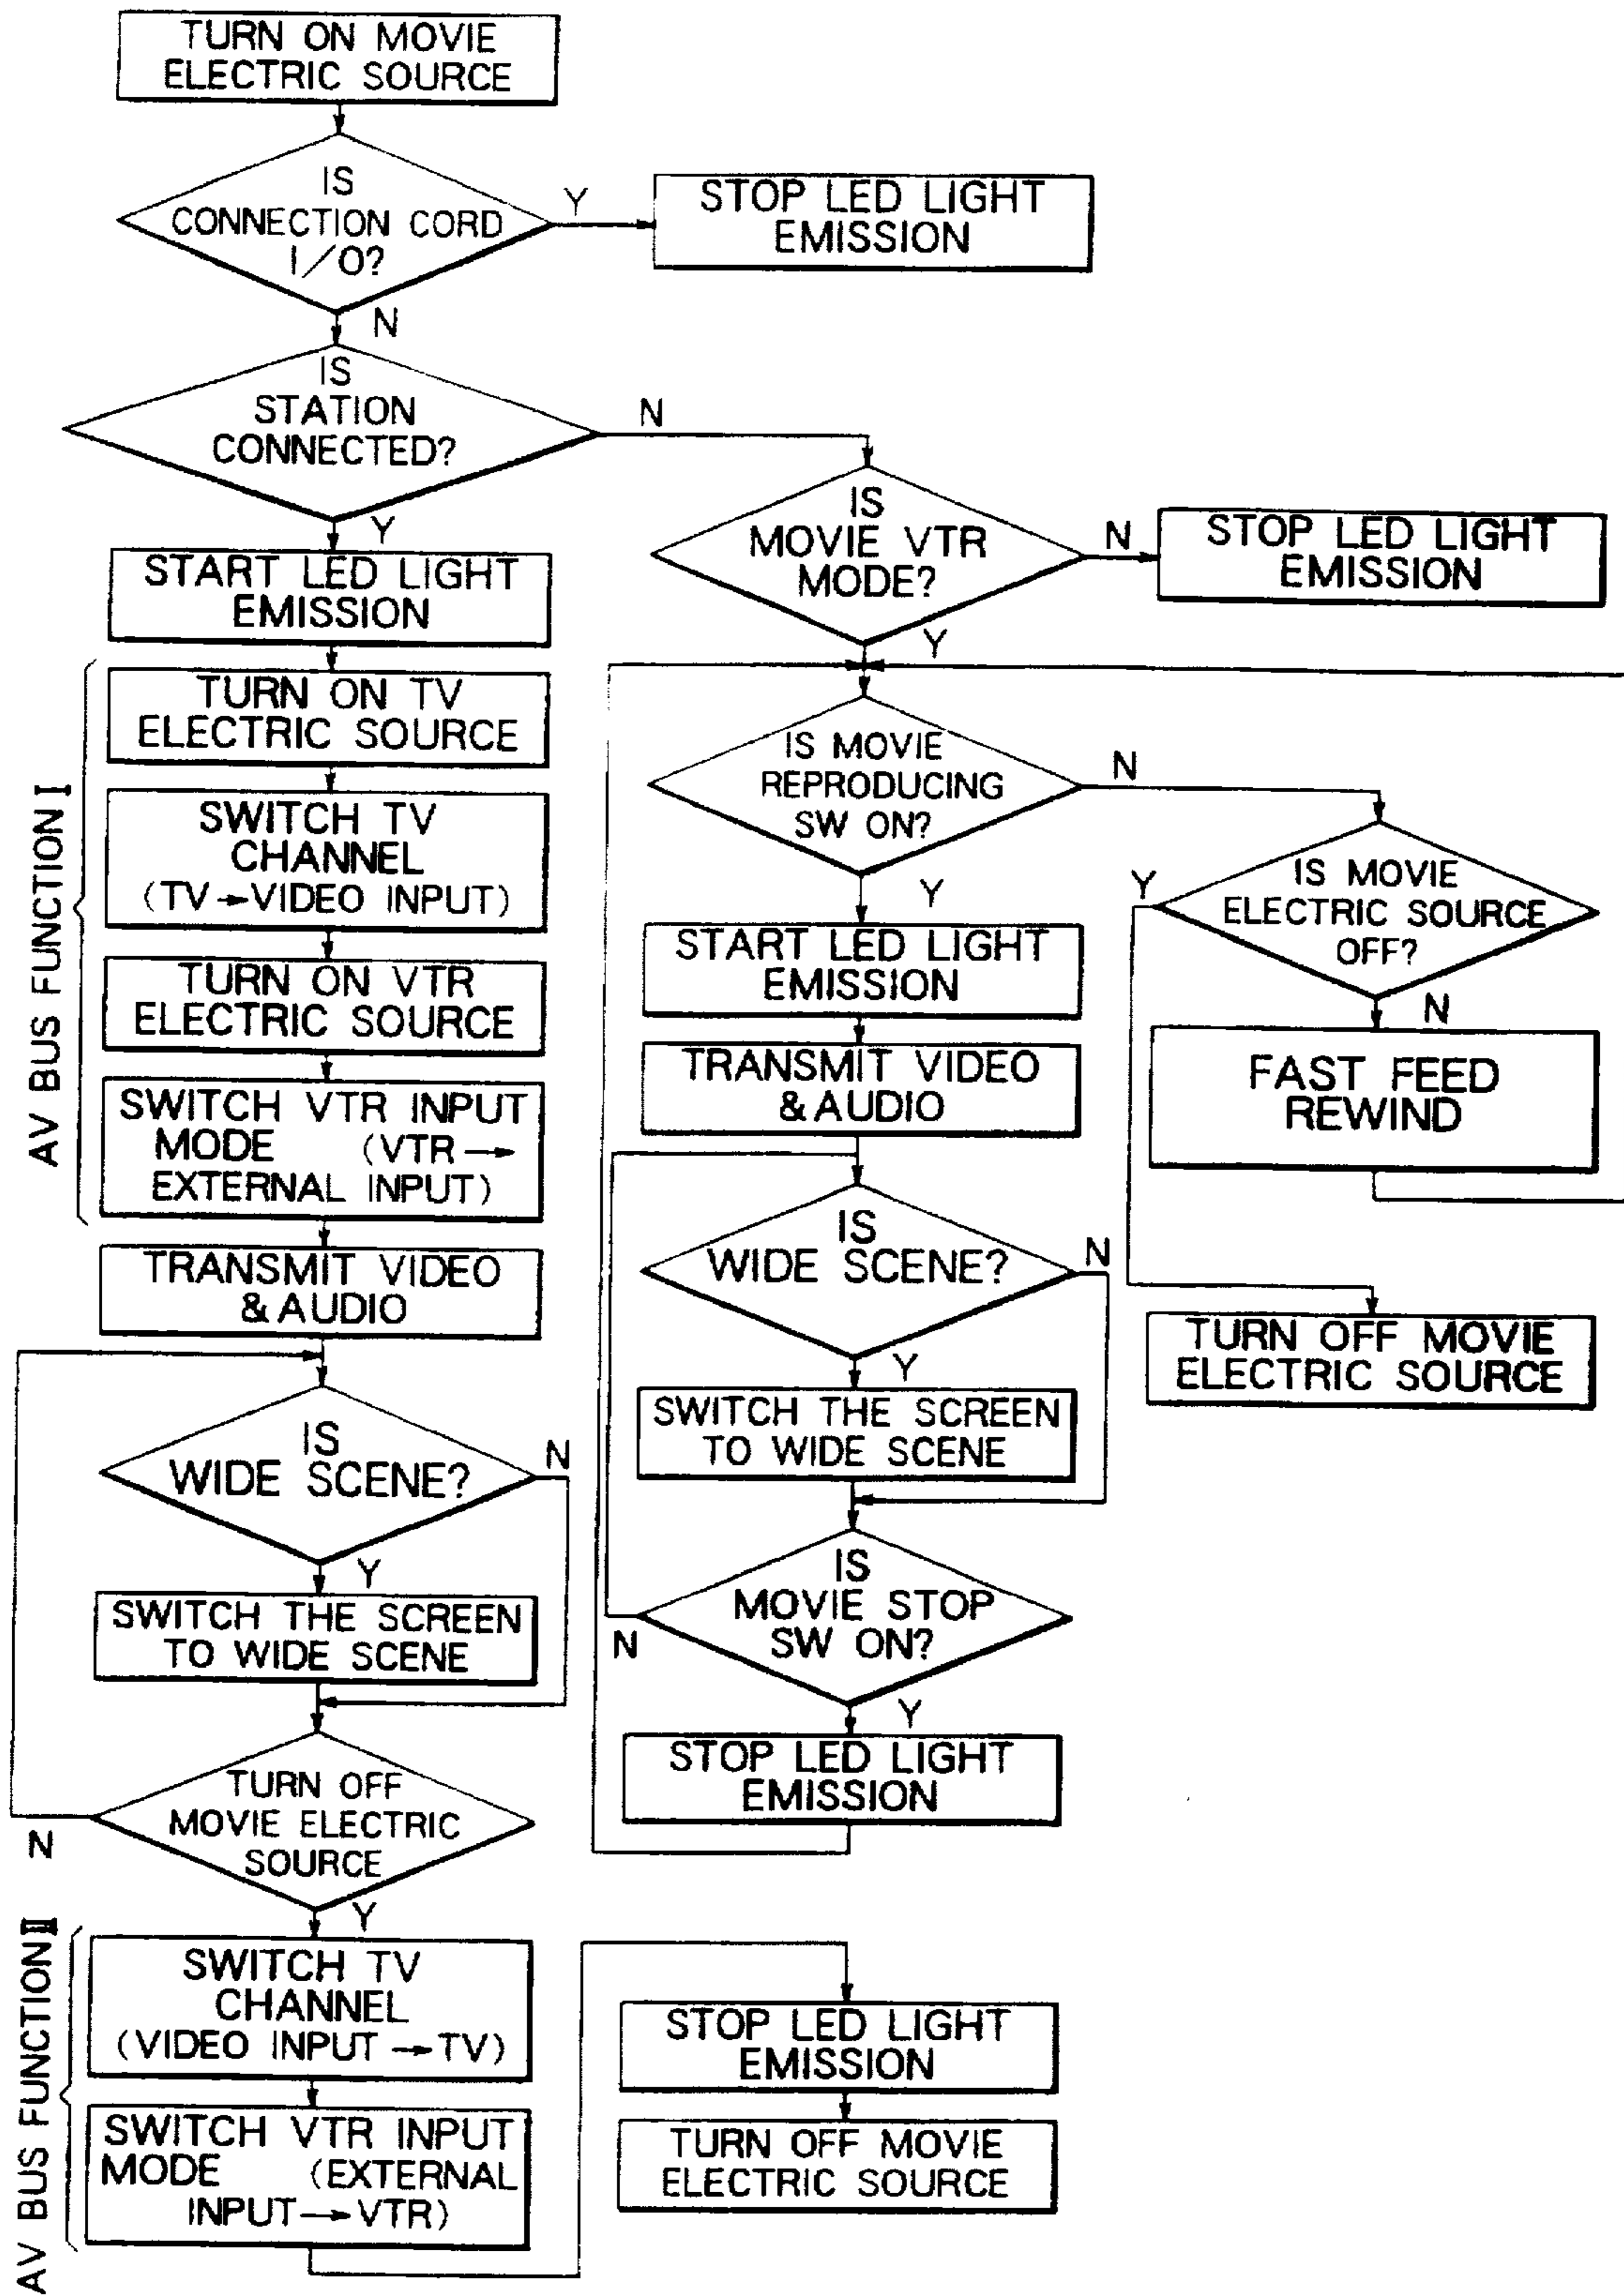 TURN ON MOVIE
ELECTRIC SOURCE
IS
CONNECTION CORD
I/O?
Y
STOP LED LIGHT
EMISSION
N
IS
STATION
CONNECTED?
N
Y
START LED LIGHT
EMISSION
AV BUS FUNCTION I
TURN ON TV
ELECTRIC SOURCE
SWITCH TV
CHANNEL
(TV→VIDEO INPUT)
TURN ON VTR
ELECTRIC SOURCE
SWITCH VTR INPUT
MODE (VTR→
EXTERNAL INPUT)
TRANSMIT VIDEO
& AUDIO
IS
WIDE SCENE?
N
Y
SWITCH THE SCREEN
TO WIDE SCENE
TURN OFF
MOVIE ELECTRIC
SOURCE
N
Y
AV BUS FUNCTION II
SWITCH TV
CHANNEL
(VIDEO INPUT→TV)
SWITCH VTR INPUT
MODE (EXTERNAL
INPUT→VTR)
STOP LED LIGHT
EMISSION
TURN OFF MOVIE
ELECTRIC SOURCE
IS
MOVIE VTR
MODE?
N
STOP LED LIGHT
EMISSION
Y
IS MOVIE
REPRODUCING
SW ON?
N
Y
START LED LIGHT
EMISSION
TRANSMIT VIDEO
& AUDIO
IS
WIDE SCENE?
N
Y
SWITCH THE SCREEN
TO WIDE SCENE
IS
MOVIE STOP
SW ON?
N
Y
STOP LED LIGHT
EMISSION
Y
IS MOVIE
ELECTRIC SOURCE
OFF?
N
FAST FEED
REWIND
TURN OFF MOVIE
ELECTRIC SOURCE